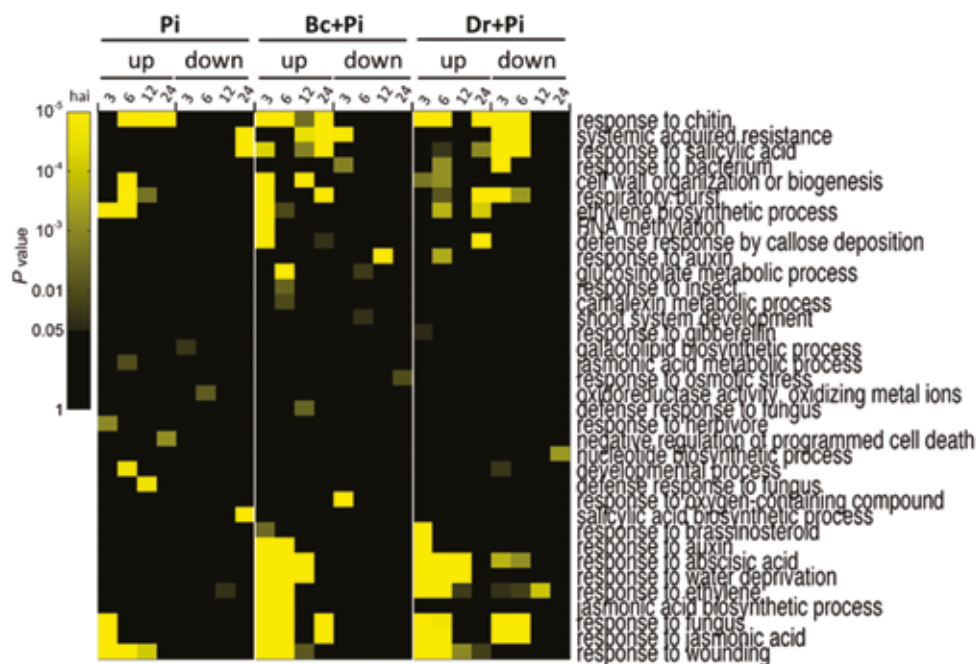 Pi Bc+Pi Dr+Pi
up down up down up down
hai 3 6 12 24 3 6 12 24 3 6 12 24 3 6 12 24 3 6 12 24 3 6 12 24
10-5
10-4
10-3
0.01
0.05
1
P value
response to chitin
systemic acquired resistance
response to salicylic acid
response to bacterium
cell wall organization or biogenesis
respiratory burst
ethylene biosynthetic process
RNA methylation
defense response by callose deposition
response to auxin
glucosinolate metabolic process
response to insect
camalexin metabolic process
shoot system development
response to gibberellin
galactolipid biosynthetic process
jasmonic acid metabolic process
response to osmotic stress
oxidoreductase activity, oxidizing metal ions
defense response to fungus
response to herbivore
negative regulation of programmed cell death
nucleotide biosynthetic process
developmental process
defense response to fungus
response to oxygen-containing compound
salicylic acid biosynthetic process
response to brassinosteroid
response to auxin
response to abscisic acid
response to water deprivation
response to ethylene
jasmonic acid biosynthetic process
response to fungus
response to jasmonic acid
response to wounding